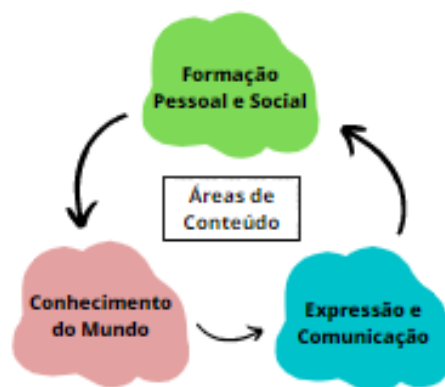 Formação
Pessoal e Social
Áreas de
Conteúdo
Conhecimento
do Mundo
Expressão e
Comunicação